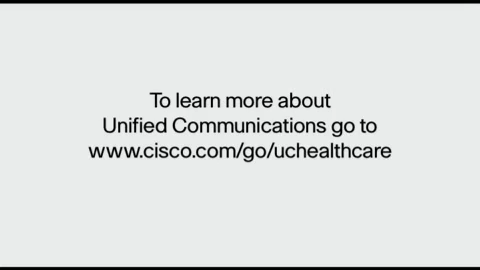 To learn more about
Unified Communications go to
www.cisco.com/go/uchealthcare